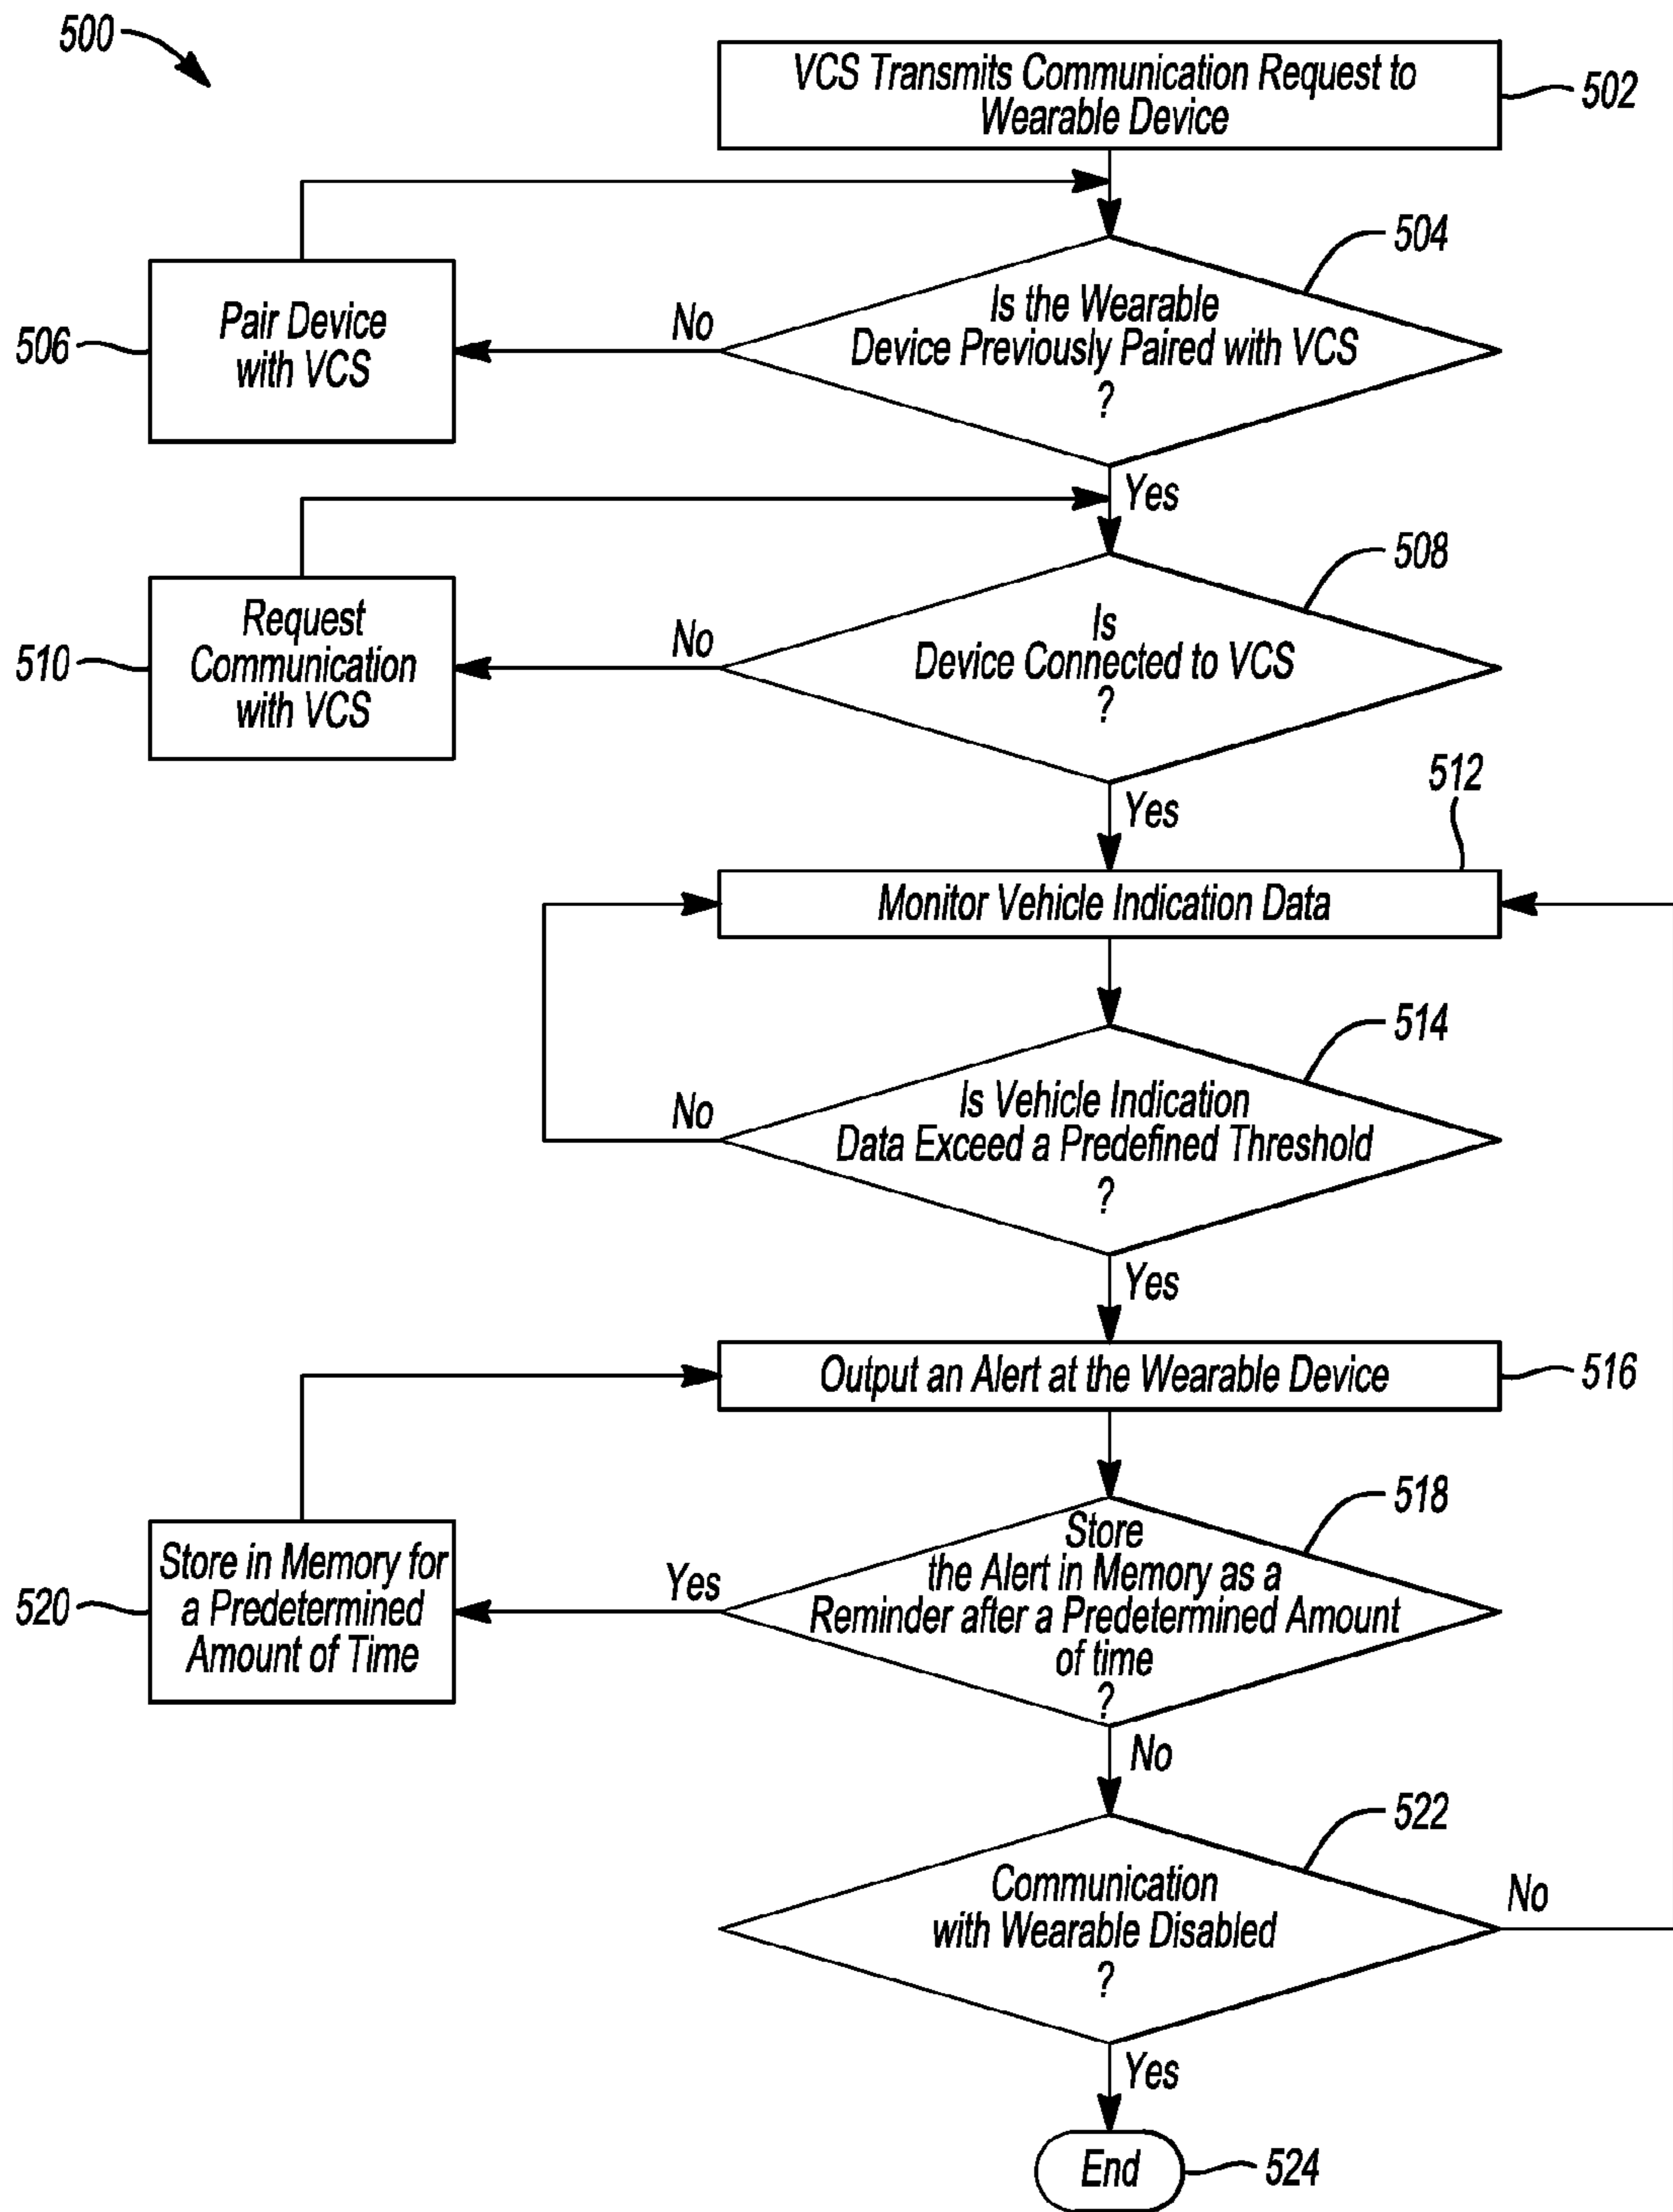 500
VCS Transmits Communication Request to
Wearable Device
502
504
Is the Wearable
Device Previously Paired with VCS
?
No
Pair Device
with VCS
506
Yes
508
Is
Device Connected to VCS
?
No
Request
Communication
with VCS
510
Yes
512
Monitor Vehicle Indication Data
514
Is Vehicle Indication
Data Exceed a Predefined Threshold
?
No
Yes
Output an Alert at the Wearable Device
516
518
Store
the Alert in Memory as a
Reminder after a Predetermined Amount
of time
?
Yes
Store in Memory for
a Predetermined
Amount of Time
520
No
522
Communication
with Wearable Disabled
?
No
Yes
End
524